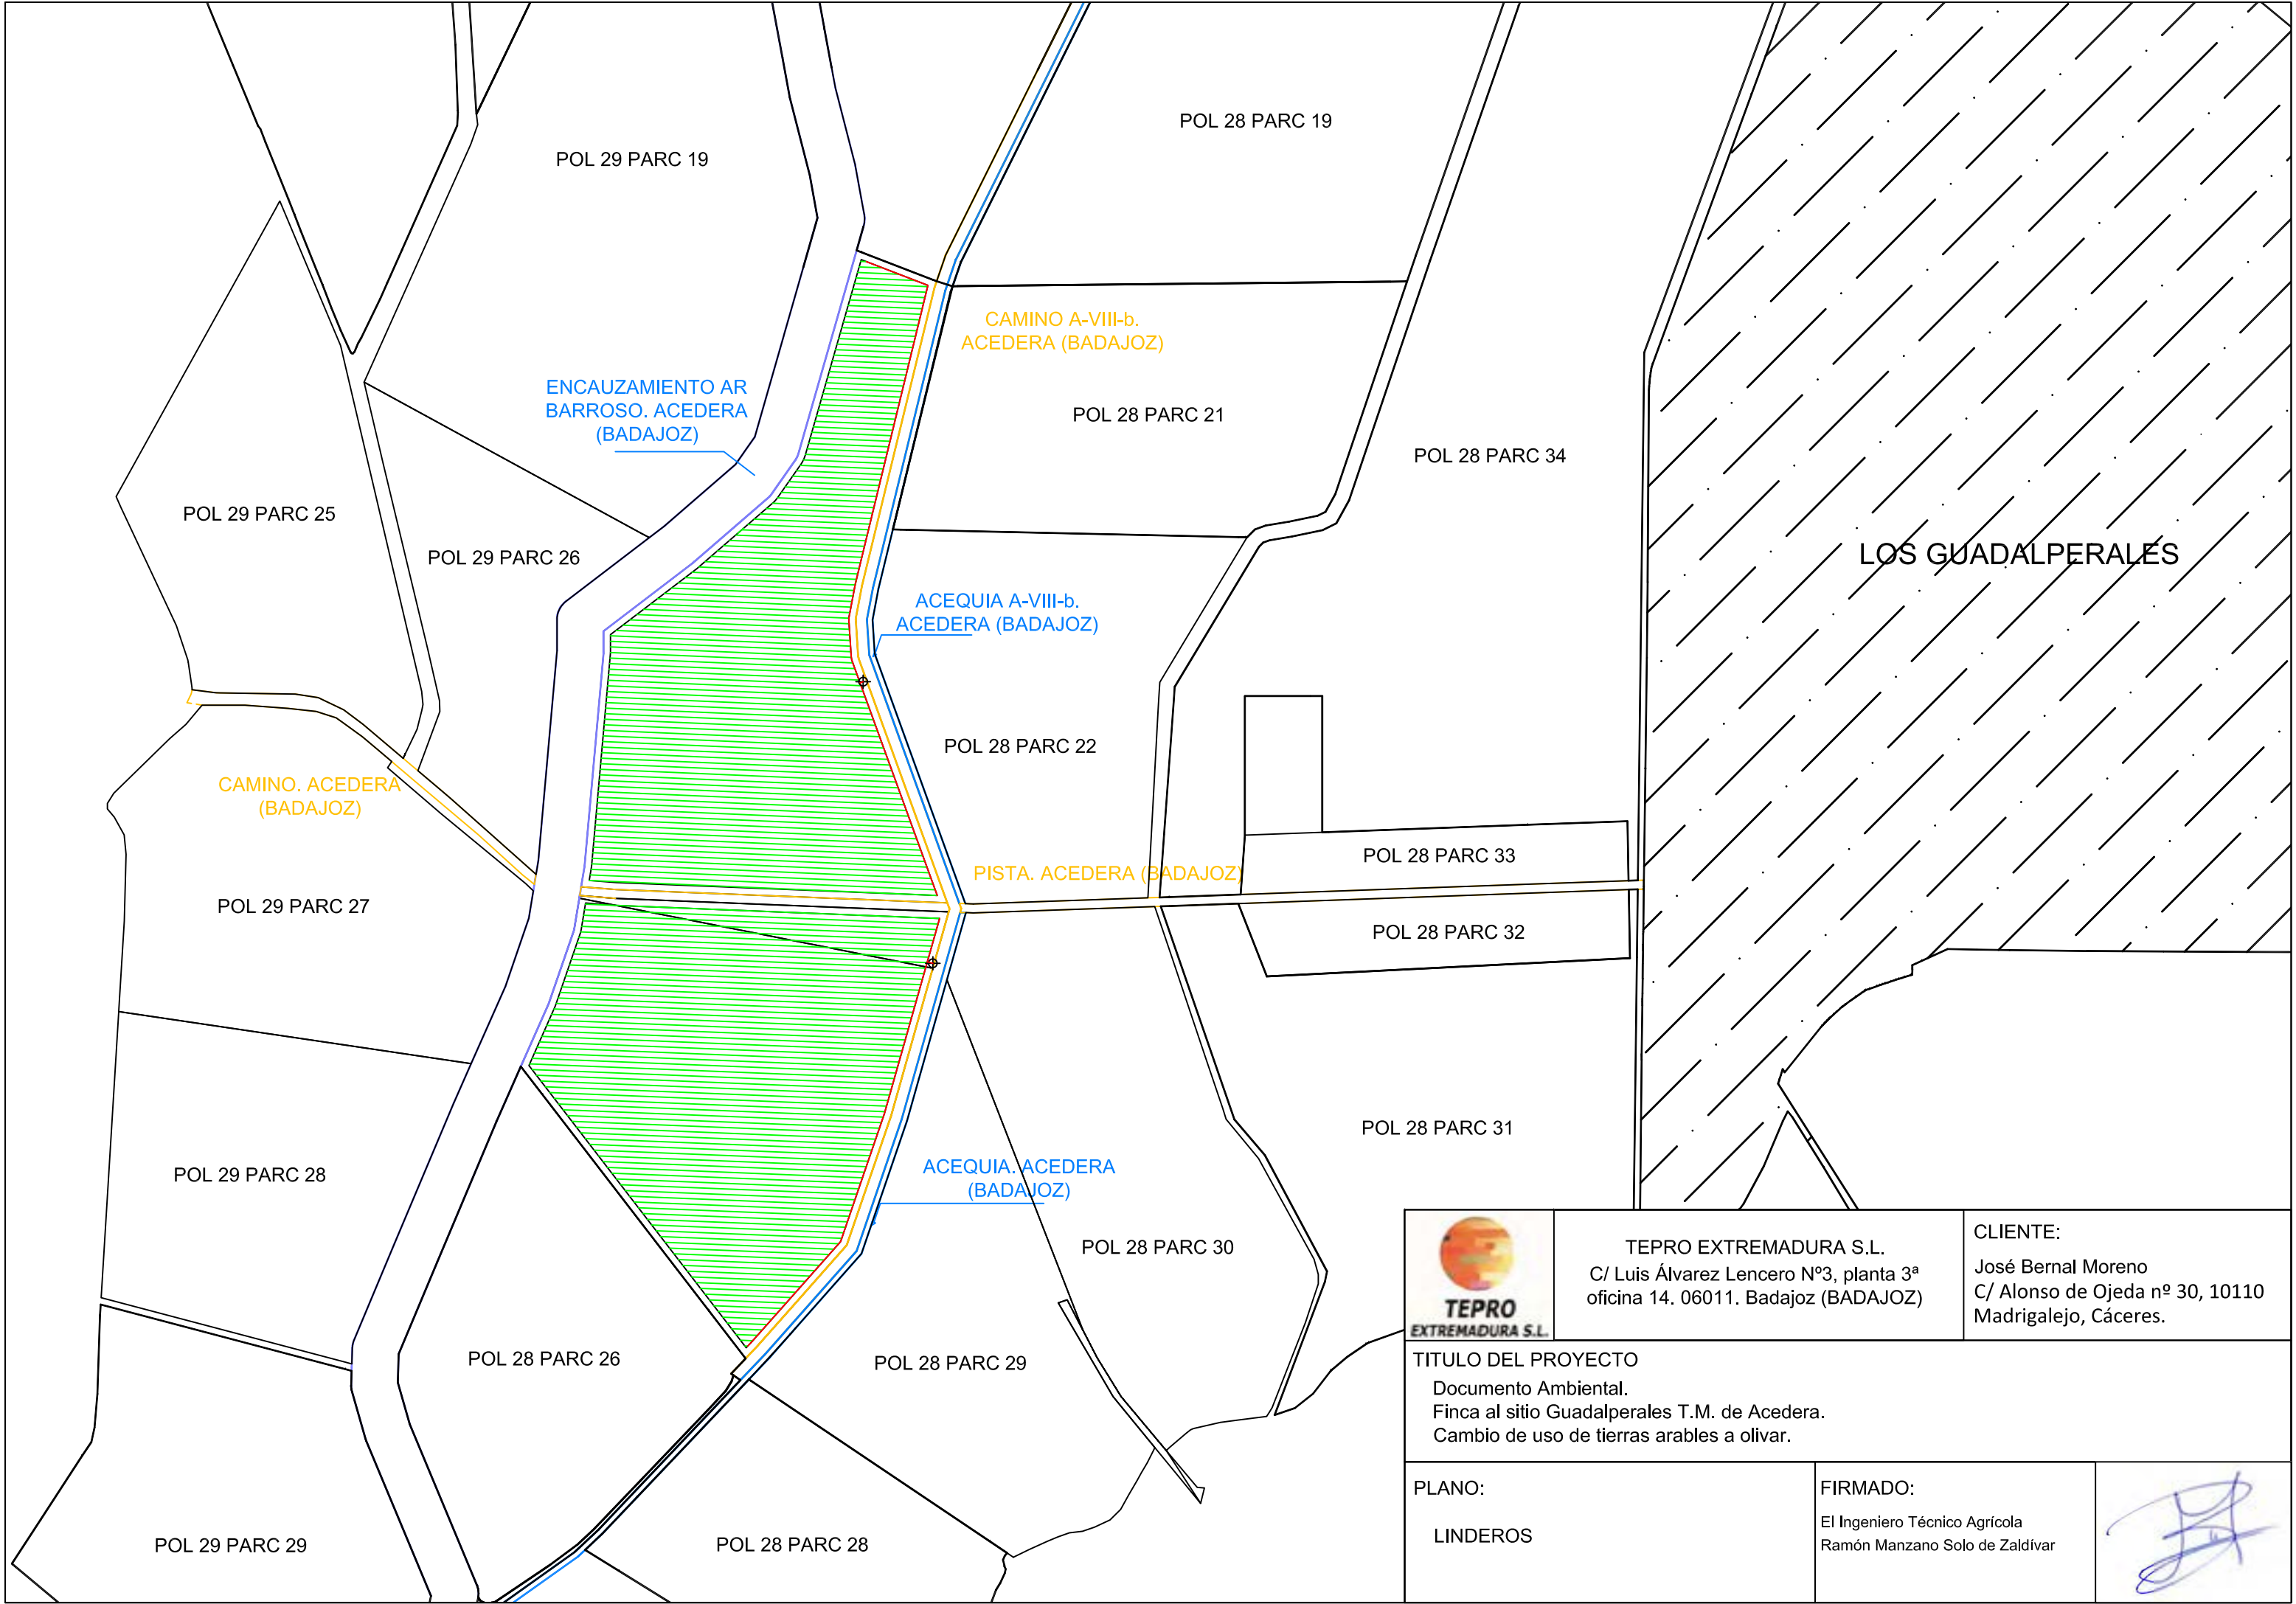 POL 28 PARC 19
POL 29 PARC 19
CAMINO A-VIII-b.
ACEDERA (BADAJOZ)
ENCAUZAMIENTO AR
BARROSO. ACEDERA
(BADAJOZ)
POL 28 PARC 21
POL 28 PARC 34
POL 29 PARC 25
POL 29 PARC 26
LOS GUADALPERALES
ACEQUIA A-VIII-b.
ACEDERA (BADAJOZ)
POL 28 PARC 22
CAMINO. ACEDERA
(BADAJOZ)
PISTA. ACEDERA (BADAJOZ)
POL 28 PARC 33
POL 29 PARC 27
POL 28 PARC 32
POL 28 PARC 31
POL 29 PARC 28
ACEQUIA. ACEDERA
(BADAJOZ)
POL 28 PARC 30
POL 28 PARC 26
POL 28 PARC 29
POL 29 PARC 29
POL 28 PARC 28
TEPRO
EXTREMADURA S.L.
TEPRO EXTREMADURA S.L.
C/ Luis Álvarez Lencero Nº3, planta 3ª
oficina 14. 06011. Badajoz (BADAJOZ)
CLIENTE:
José Bernal Moreno
C/ Alonso de Ojeda nº 30, 10110
Madrigalejo, Cáceres.
TITULO DEL PROYECTO
Documento Ambiental.
Finca al sitio Guadalperales T.M. de Acedera.
Cambio de uso de tierras arables a olivar.
PLANO:
LINDEROS
FIRMADO:
El Ingeniero Técnico Agrícola
Ramón Manzano Solo de Zaldívar